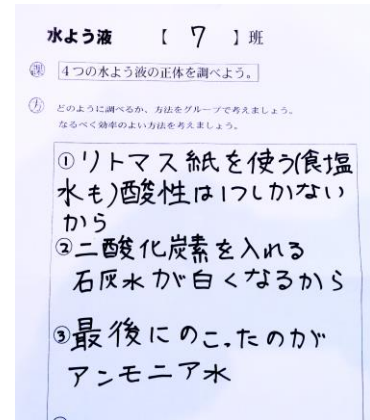 水よう液 【 7 】班
課 4つの水よう液の正体を調べよう。
方 どのように調べるか、方法をグループで考えましょう。
なるべく効率のよい方法を考えましょう。
①リトマス紙を使う(食塩
水も)酸性は1つしかない
から
②二酸化炭素を入れる
石灰水が白くなるから
③最後にのこったのが
アンモニア水